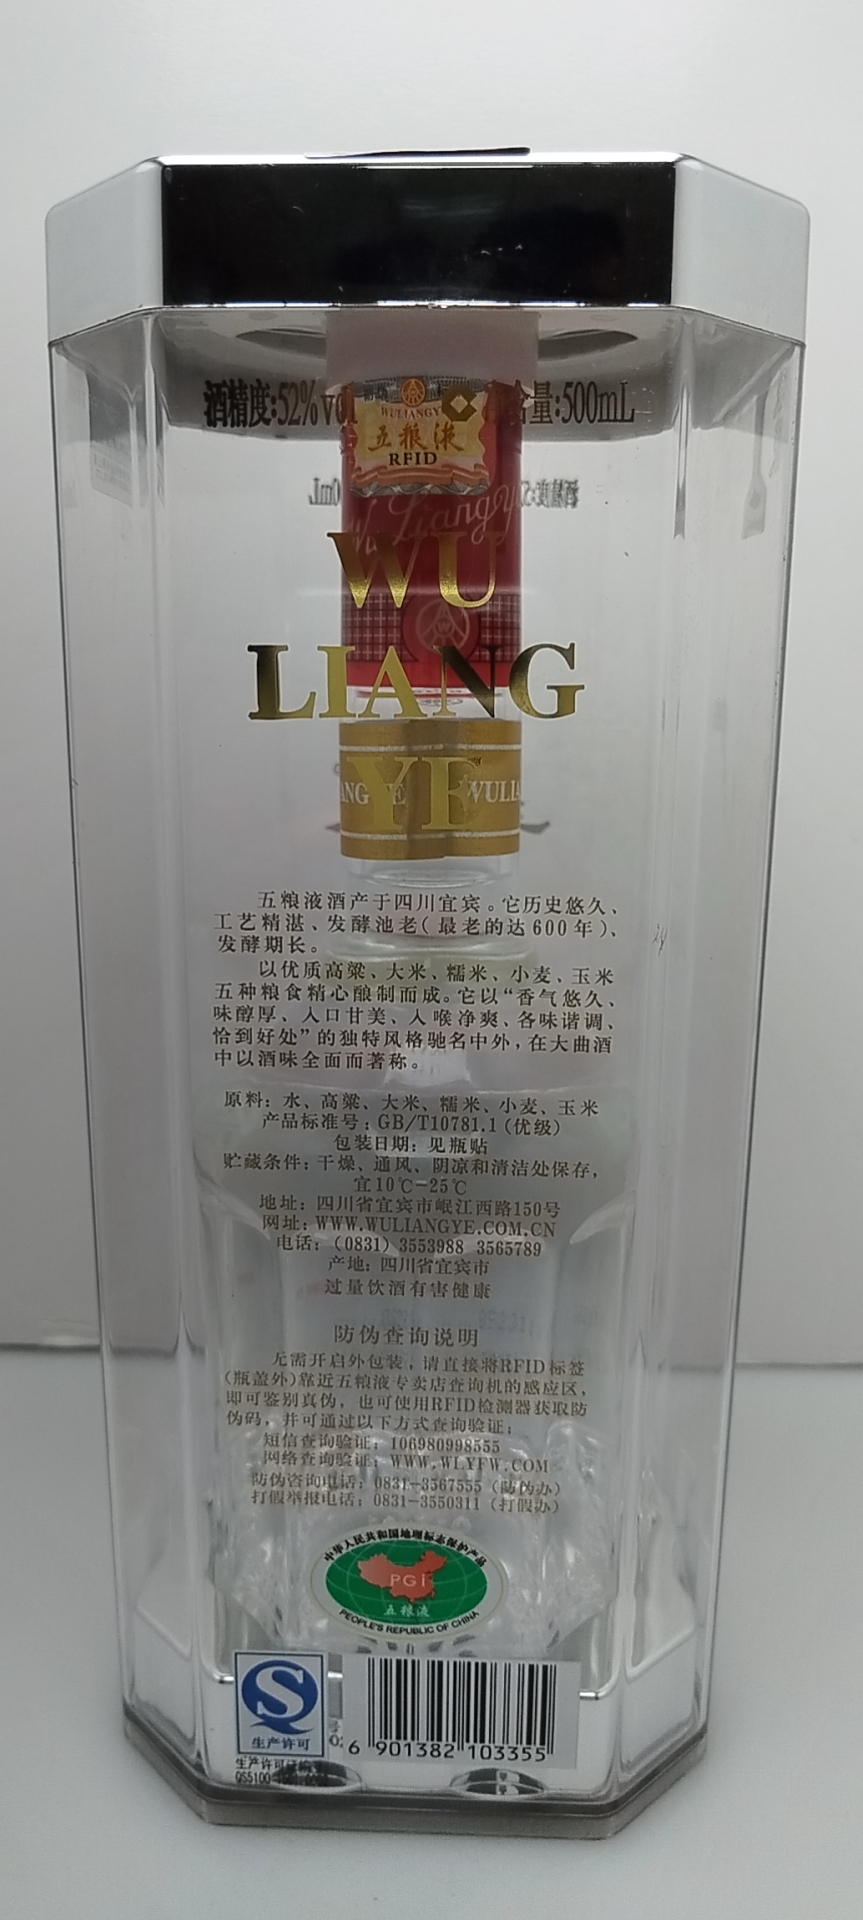 酒精度:52%vol
含量:500mL
WULIANGY
五粮液
RFID
WU
LIANG
YE
ANG YE WULIA
五粮液酒产于四川宜宾。它历史悠久、
工艺精湛、发酵池老(最老的达600年)、
发酵期长。
以优质高粱、大米、糯米、小麦、玉米
五种粮食精心酿制而成。它以“香气悠久、
味醇厚、入口甘美、入喉净爽、各味谐调、
恰到好处”的独特风格驰名中外,在大曲酒
中以酒味全面而著称。
原料: 水、高粱、大米、糯米、小麦、玉米
产品标准号:GB/T10781.1(优级)
包装日期: 见瓶贴
贮藏条件: 干燥、通风、阴凉和清洁处保存,
宜10℃-25℃
地址: 四川省宜宾市岷江西路150号
网址: WWW.WULIANGYE.COM.CN
电话: (0831) 3553988 3565789
产地: 四川省宜宾市
过量饮酒有害健康
防伪查询说明
无需开启外包装,请直接将RFID标签
(瓶盖外)靠近五粮液专卖店查询机的感应区,
即可鉴别真伪,也可使用RFID检测器获取防
伪码,并可通过以下方式查询验证:
短信查询验证: 106980998555
网络查询验证: WWW.WLYFW.COM
防伪咨询电话: 0831-3567555 (防伪办)
打假举报电话: 0831-3550311 (打假办)
中华人民共和国地理标志保护产品
PGi
五粮液
PEOPLE'S REPUBLIC OF CHINA
S
生产许可
生产许可证编号
QS5100
6 901382 103355